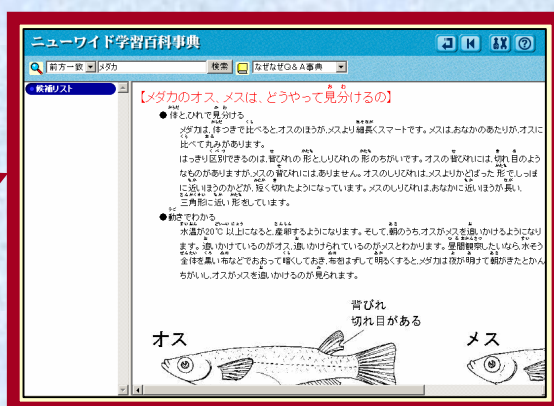 ニューワイド学習百科事典
前方一致 メダカ 検索 なぜなぜQ&A事典
候補リスト
【メダカのオス、メスは、どうやって見分けるの】
●体とひれで見分ける
メダカは、体つきで比べると、オスのほうが、メスより細長くスマートです。メスは、おなかのあたりが、オスに
比べて丸みがあります。
はっきり区別できるのは、背びれの形と、しりびれの形のちがいです。オスの背びれには、切れ目のよう
なものがありますが、メスの背びれには、ありません。オスのしりびれは、メスよりかどばった形で、しっぽ
に近いほうのかどが、短く切れたようになっています。メスのしりびれは、おなかに近いほうが長い、
三角形に近い形をしています。
●動きでわかる
水温が20℃以上になると、産卵するようになります。そして、朝のうち、オスがメスを追いかけるようになり
ます。追いかけているのがオス、追いかけられているのがメスとわかります。昼間観察したいなら、水そう
全体を黒い布などでおおって暗くしておき、布をはずして明るくすると、メダカは夜が明けて朝がきたとかん
ちがいし、オスがメスを追いかけるのが見られます。
背びれ
切れ目がある
オス
メス